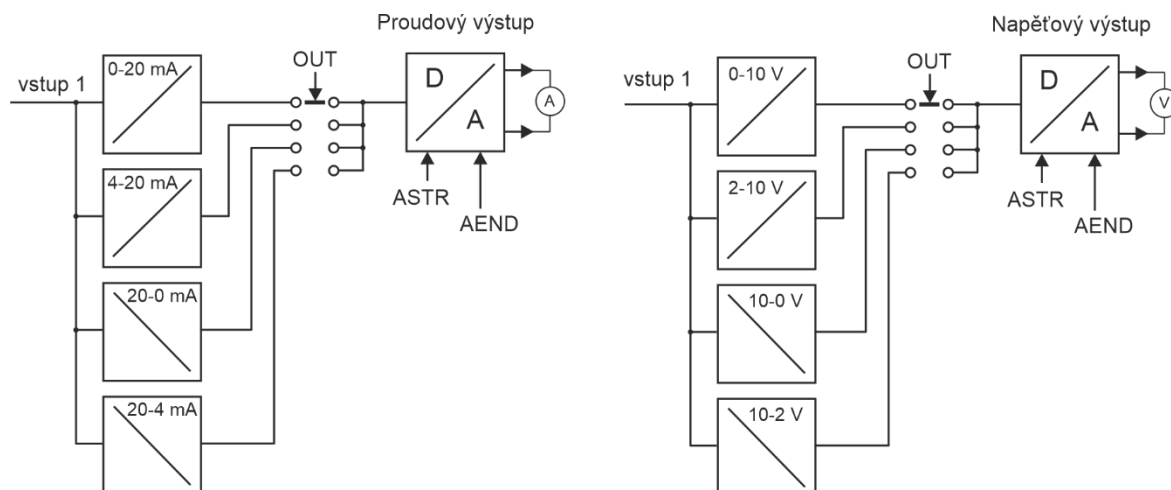 Proudový výstup
OUT
vstup 1
0-20 mA
D
A
A
4-20 mA
ASTR
AEND
20-0 mA
20-4 mA
Napěťový výstup
OUT
vstup 1
0-10 V
D
A
V
2-10 V
ASTR
AEND
10-0 V
10-2 V